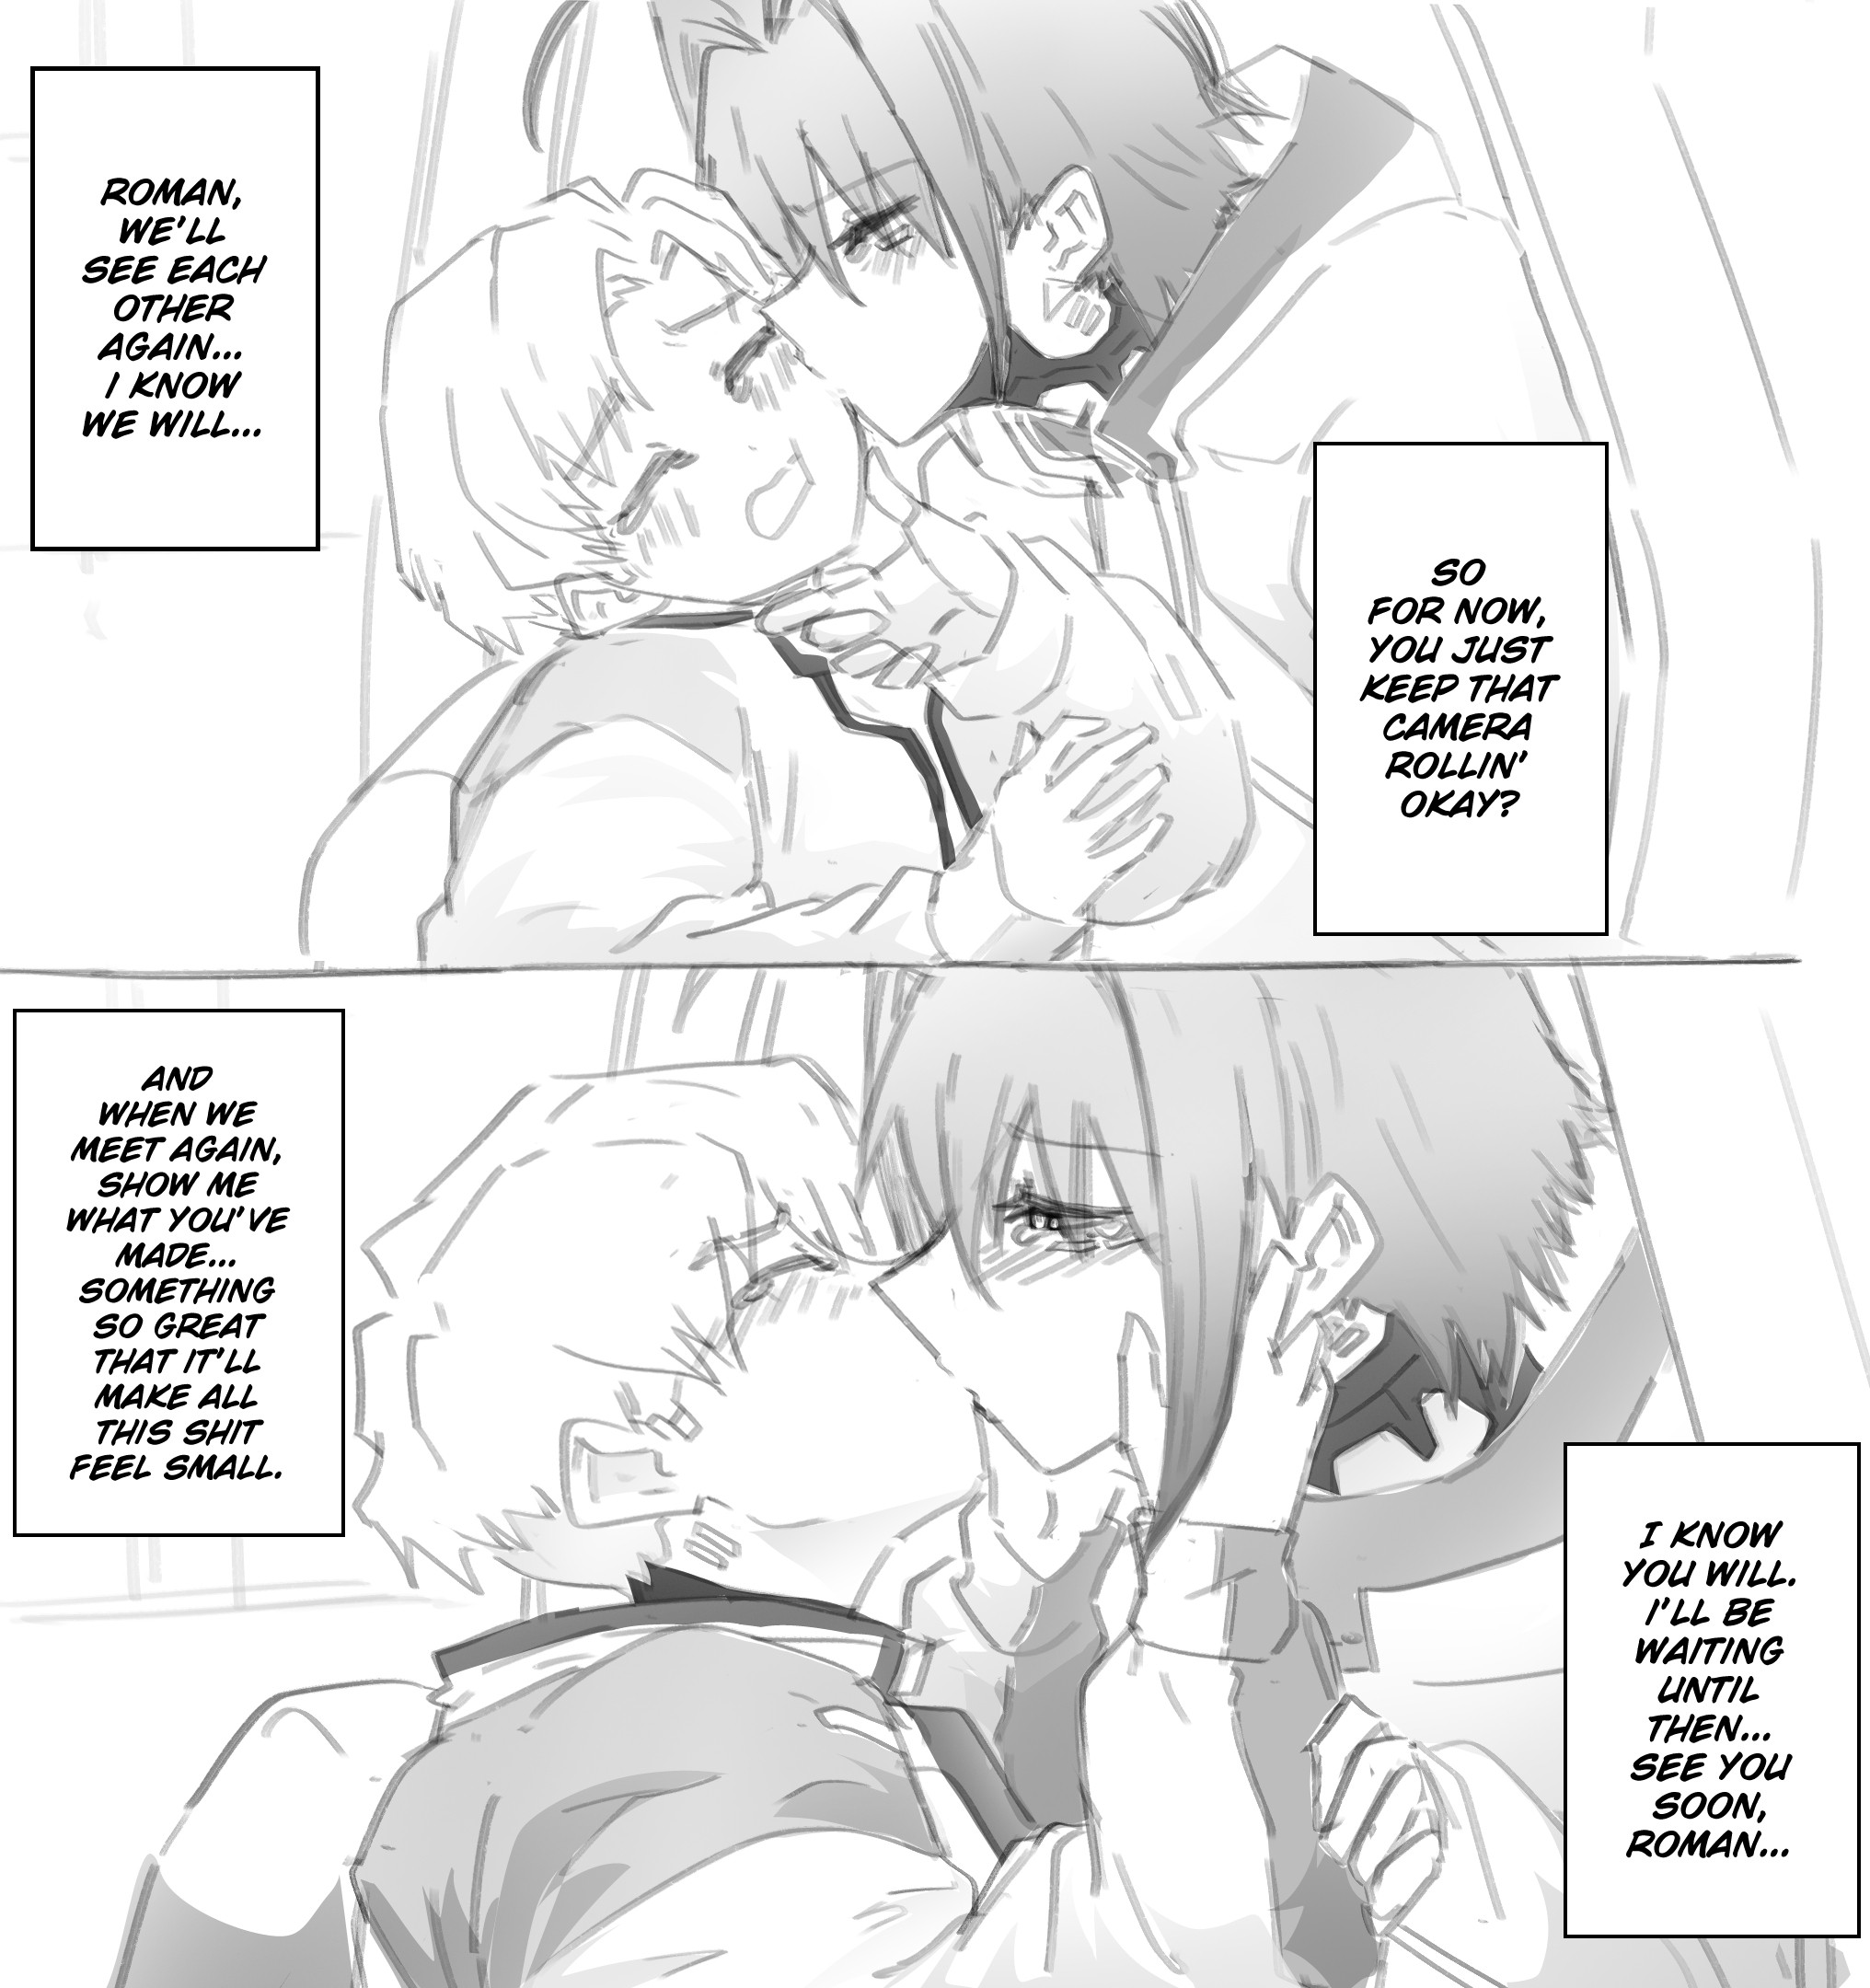 ROMAN,
WE'LL
SEE EACH
OTHER
AGAIN...
I KNOW
WE WILL...
SO
FOR NOW,
YOU JUST
KEEP THAT
CAMERA
ROLLIN'
OKAY?
AND
WHEN WE
MEET AGAIN,
SHOW ME
WHAT YOU'VE
MADE...
SOMETHING
SO GREAT
THAT IT'LL
MAKE ALL
THIS SHIT
FEEL SMALL.
I KNOW
YOU WILL.
I'LL BE
WAITING
UNTIL
THEN...
SEE YOU
SOON,
ROMAN...